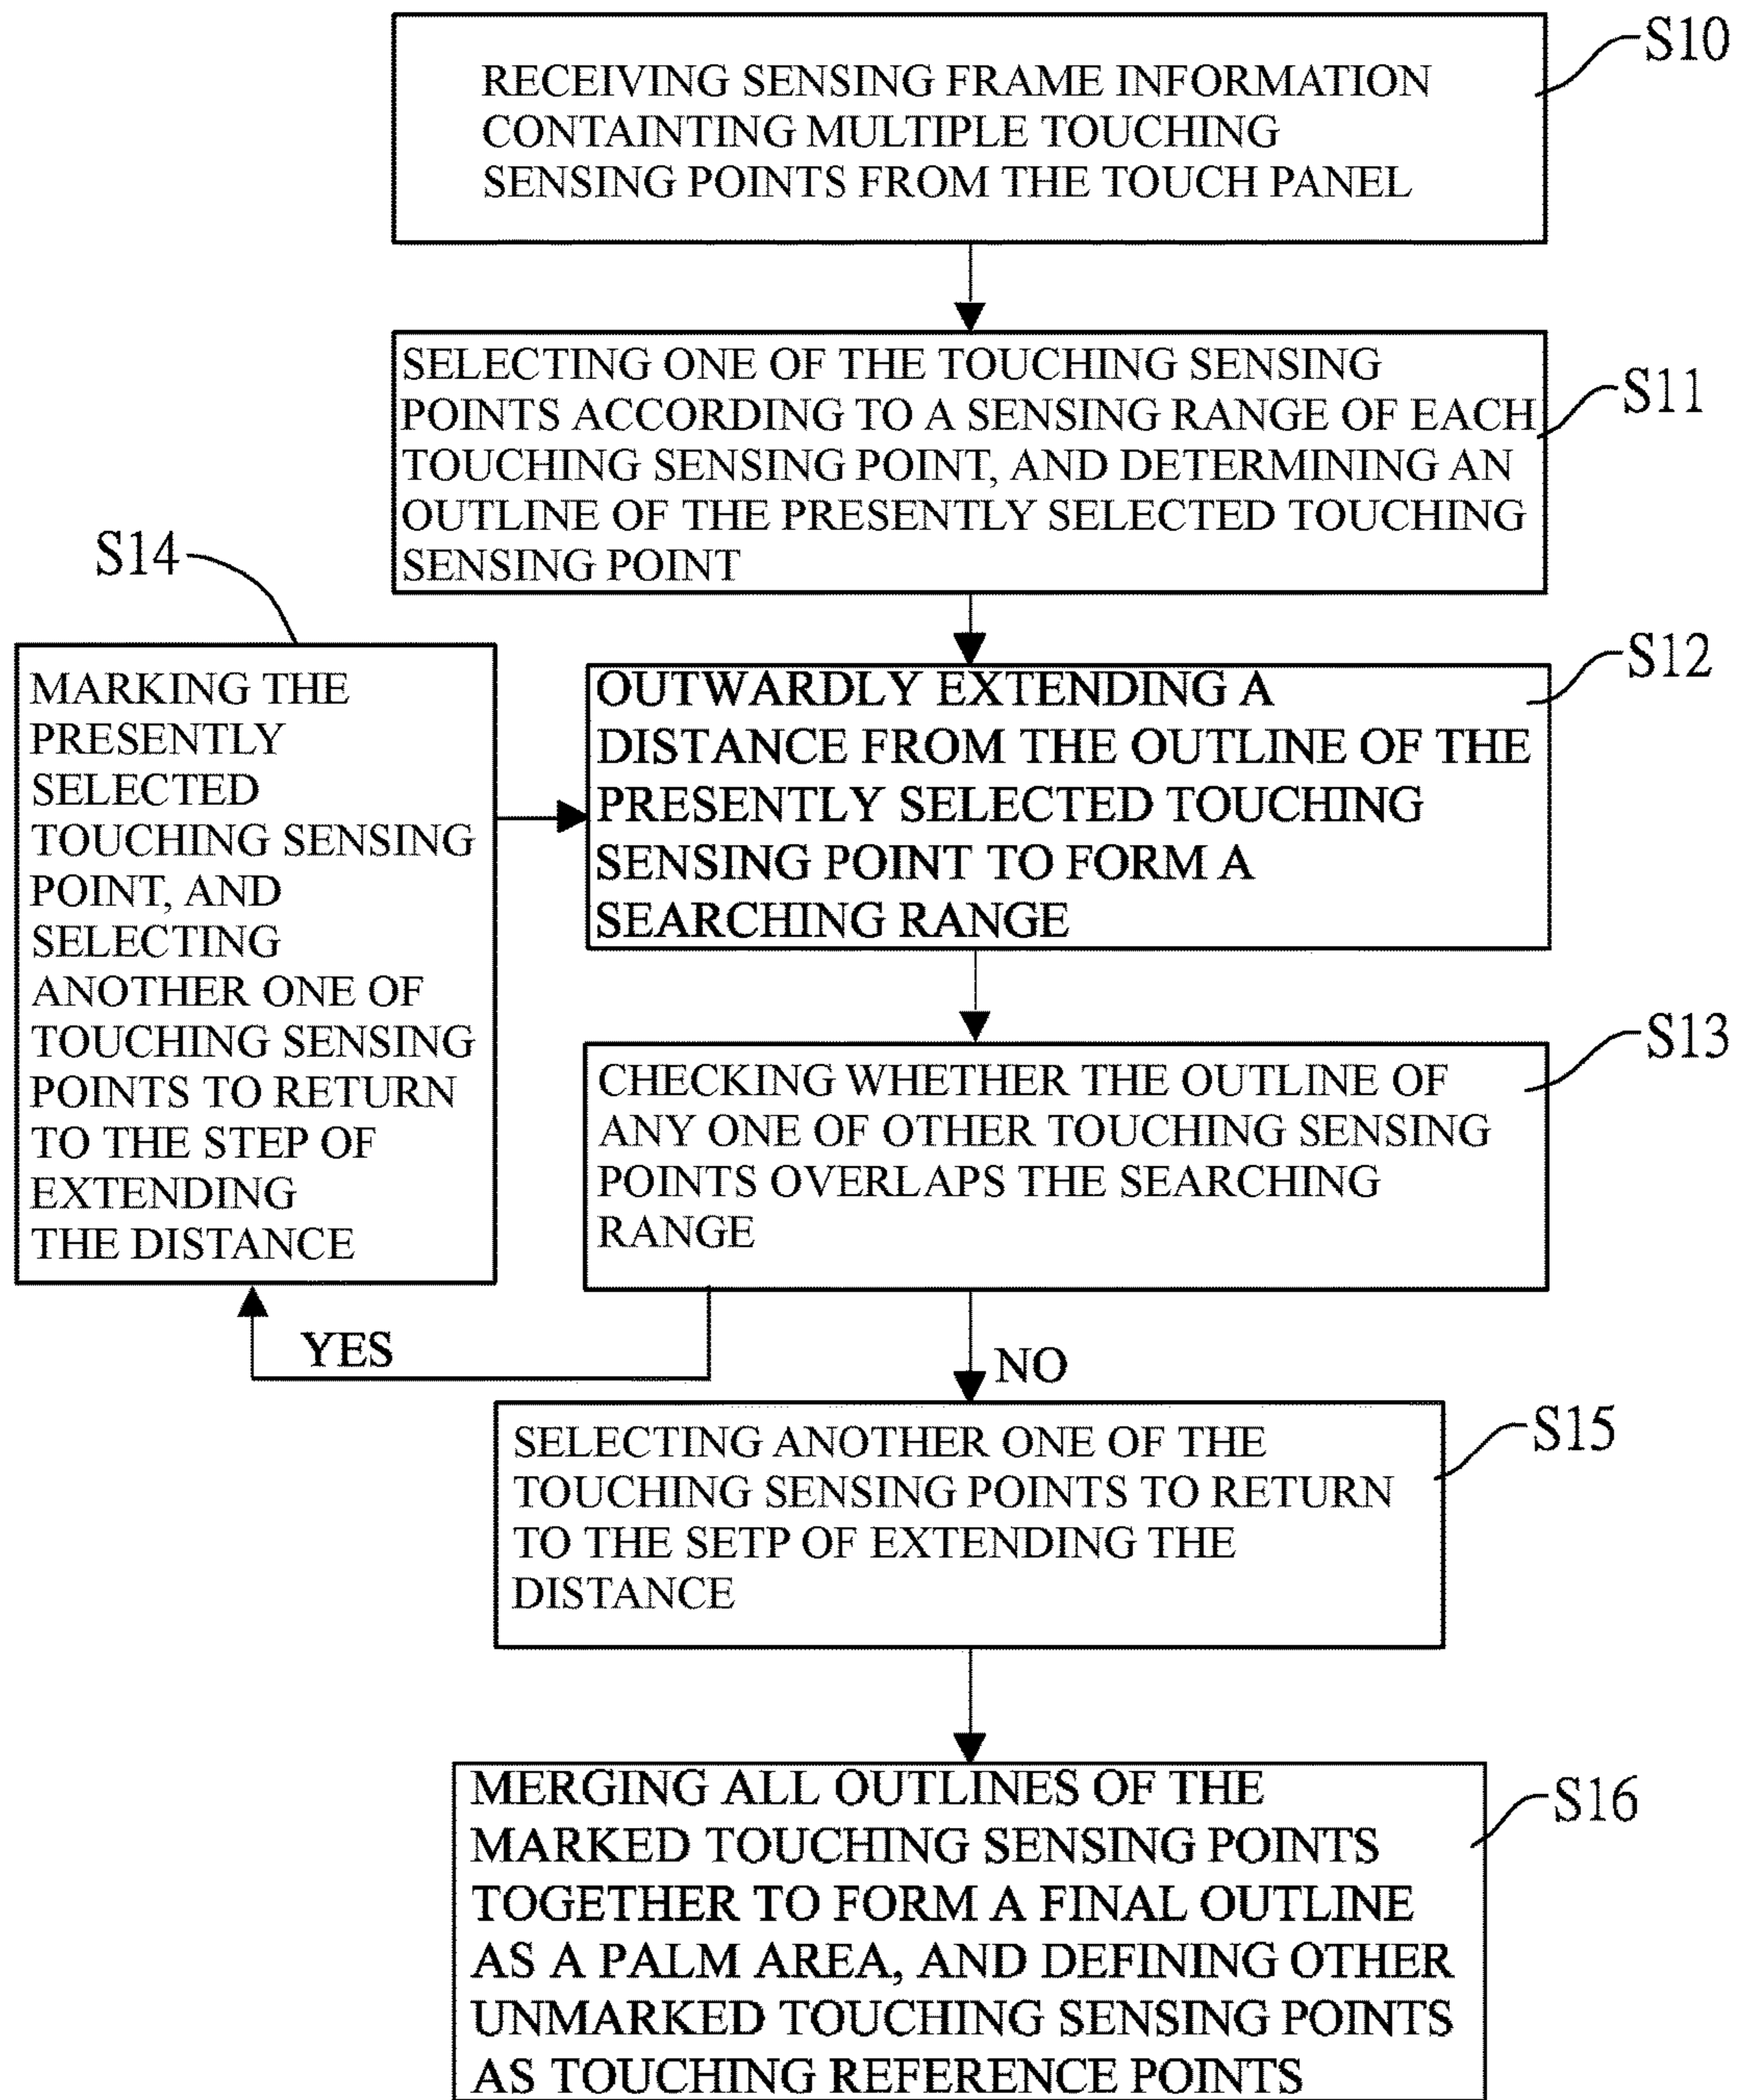 S10
RECEIVING SENSING FRAME INFORMATION
CONTAINTING MULTIPLE TOUCHING
SENSING POINTS FROM THE TOUCH PANEL
S11
SELECTING ONE OF THE TOUCHING SENSING
POINTS ACCORDING TO A SENSING RANGE OF EACH
TOUCHING SENSING POINT, AND DETERMINING AN
OUTLINE OF THE PRESENTLY SELECTED TOUCHING
SENSING POINT
S14
MARKING THE
PRESENTLY
SELECTED
TOUCHING SENSING
POINT, AND
SELECTING
ANOTHER ONE OF
TOUCHING SENSING
POINTS TO RETURN
TO THE STEP OF
EXTENDING
THE DISTANCE
S12
OUTWARDLY EXTENDING A
DISTANCE FROM THE OUTLINE OF THE
PRESENTLY SELECTED TOUCHING
SENSING POINT TO FORM A
SEARCHING RANGE
S13
CHECKING WHETHER THE OUTLINE OF
ANY ONE OF OTHER TOUCHING SENSING
POINTS OVERLAPS THE SEARCHING
RANGE
YES
NO
S15
SELECTING ANOTHER ONE OF THE
TOUCHING SENSING POINTS TO RETURN
TO THE SETP OF EXTENDING THE
DISTANCE
S16
MERGING ALL OUTLINES OF THE
MARKED TOUCHING SENSING POINTS
TOGETHER TO FORM A FINAL OUTLINE
AS A PALM AREA, AND DEFINING OTHER
UNMARKED TOUCHING SENSING POINTS
AS TOUCHING REFERENCE POINTS